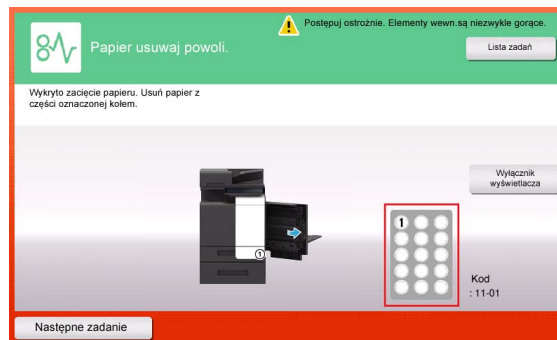 Postępuj ostrożnie. Elementy wewn.są niezwykle gorące.
Papier usuwaj powoli.
Lista zadań
Wykryto zacięcie papieru. Usuń papier z
części oznaczonej kołem.
Wyłącznik
wyświetlacza
1
1
Kod
: 11-01
Następne zadanie